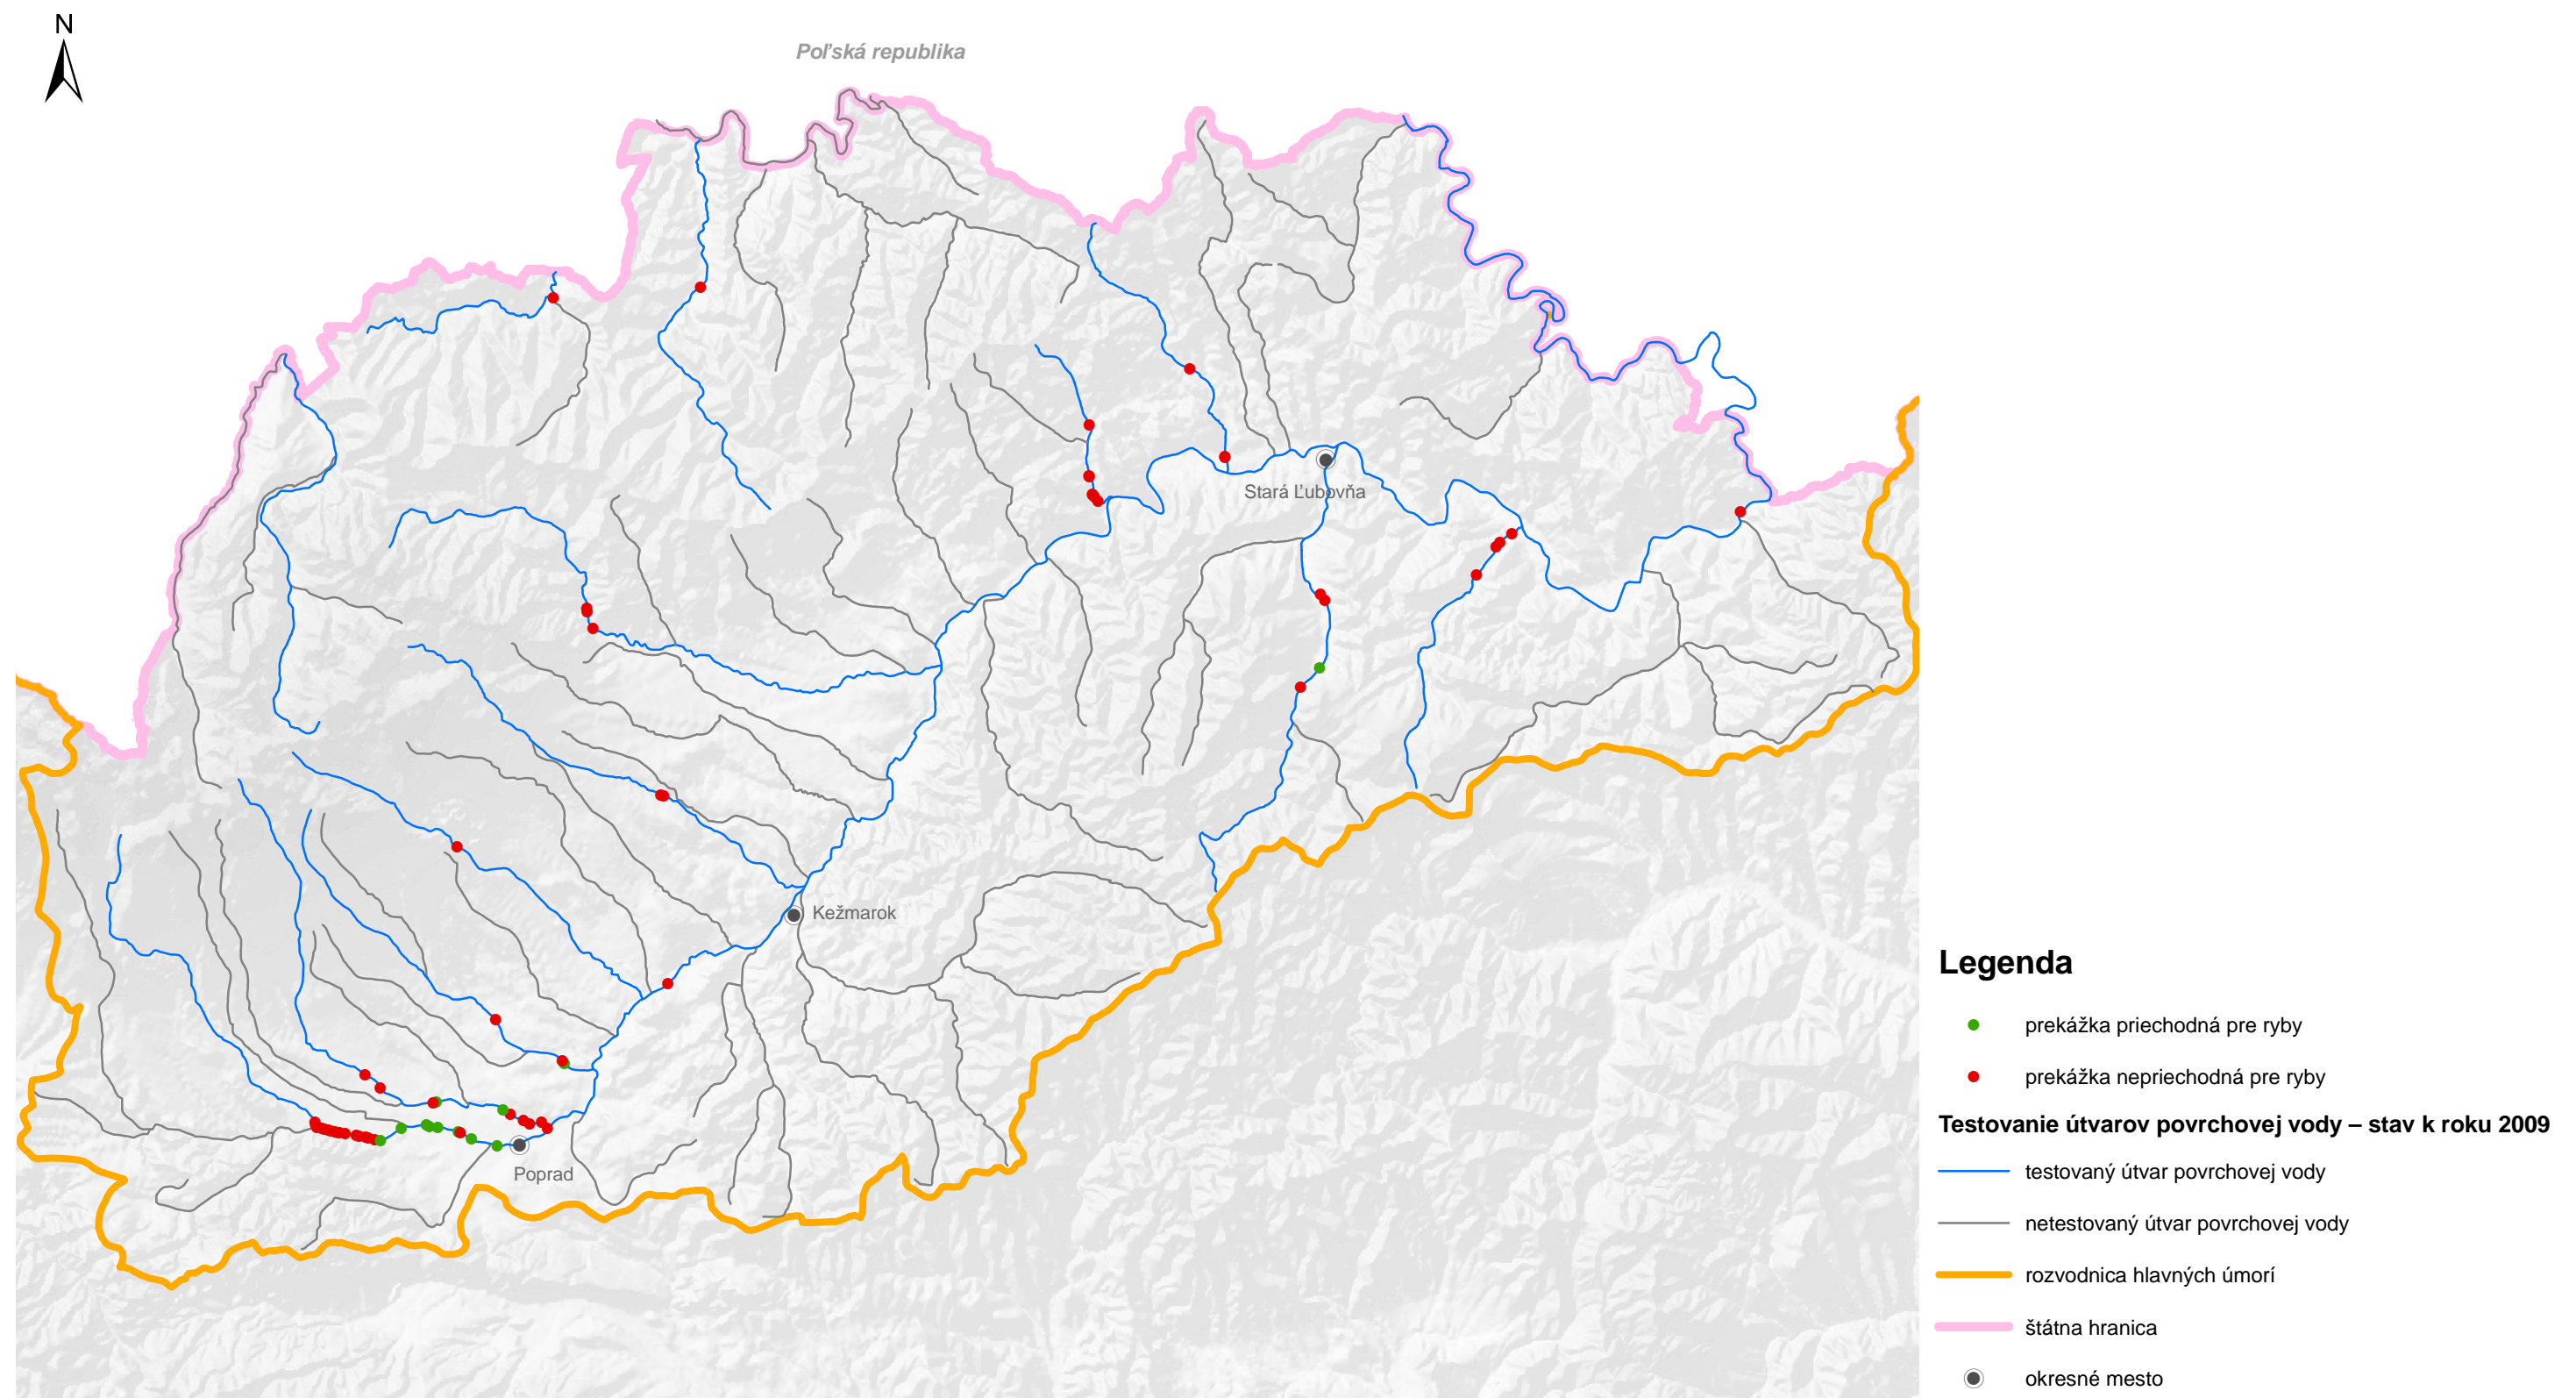 N
Poľská republika
Stará Ľubovňa
Kežmarok
Poprad
Legenda
prekážka priechodná pre ryby
prekážka nepriechodná pre ryby
Testovanie útvarov povrchovej vody – stav k roku 2009
testovaný útvar povrchovej vody
netestovaný útvar povrchovej vody
rozvodnica hlavných úmorí
štátna hranica
okresné mesto